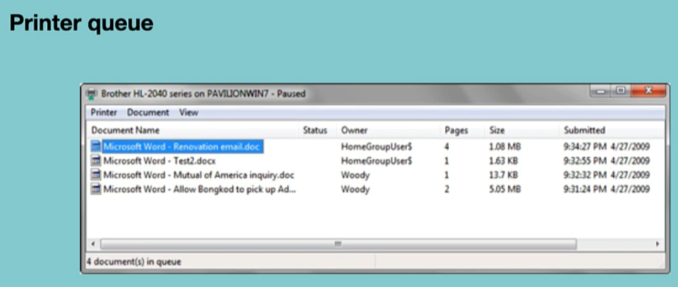 Printer queue
Brother HL-2040 series on PAVILIONWIN7 - Paused
Printer Document View
Document Name Status Owner Pages Size Submitted
Microsoft Word - Renovation email.doc HomeGroupUser$ 4 1.08 MB 9:34:27 PM 4/27/2009
Microsoft Word - Test2.docx HomeGroupUser$ 1 1.63 KB 9:32:55 PM 4/27/2009
Microsoft Word - Mutual of America inquiry.doc Woody 1 13.7 KB 9:32:32 PM 4/27/2009
Microsoft Word - Allow Bongkod to pick up Ad... Woody 2 5.05 MB 9:31:24 PM 4/27/2009
4 document(s) in queue